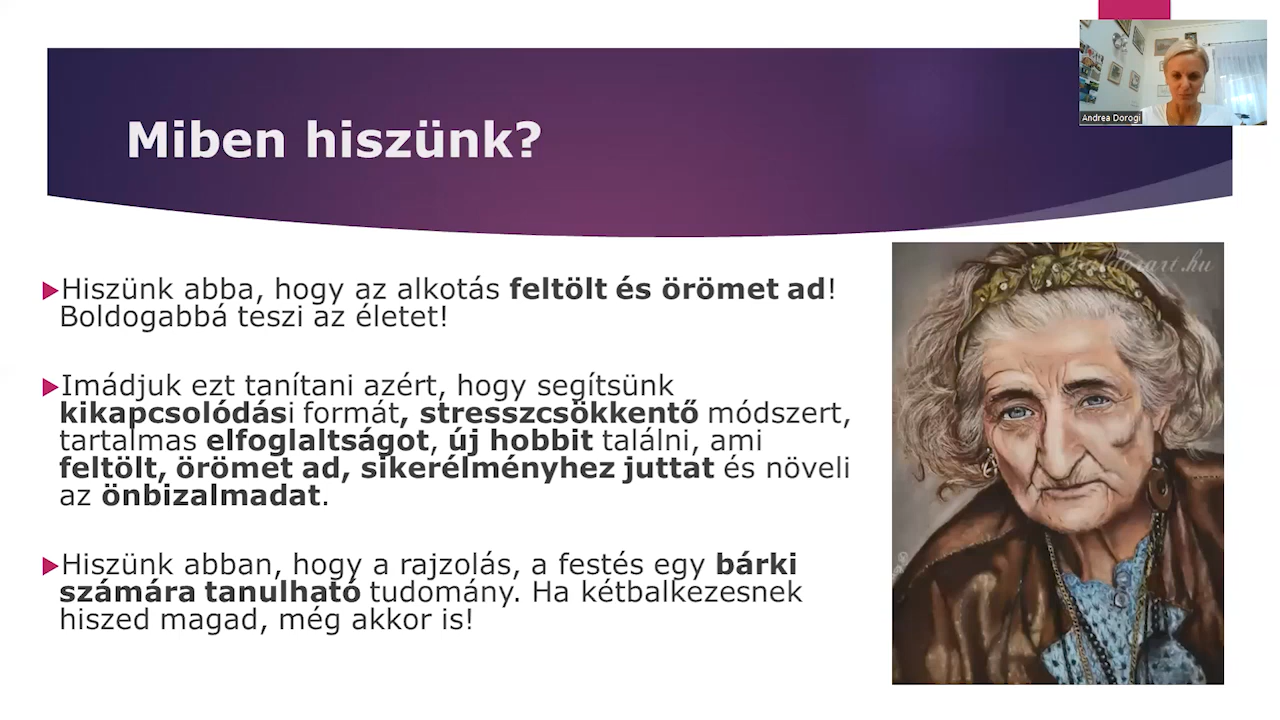 Miben hiszünk?
Andrea Dorogi
Hiszünk abba, hogy az alkotás feltölt és örömet ad!
Boldogabbá teszi az életet!
Imádjuk ezt tanítani azért, hogy segítsünk
kikapcsolódási formát, stresszcsökkentő módszert,
tartalmas elfoglaltságot, új hobbit találni, ami
feltölt, örömet ad, sikerélményhez juttat és növeli
az önbizalmadat.
Hiszünk abban, hogy a rajzolás, a festés egy bárki
számára tanulható tudomány. Ha kétbalkezesnek
hiszed magad, még akkor is!